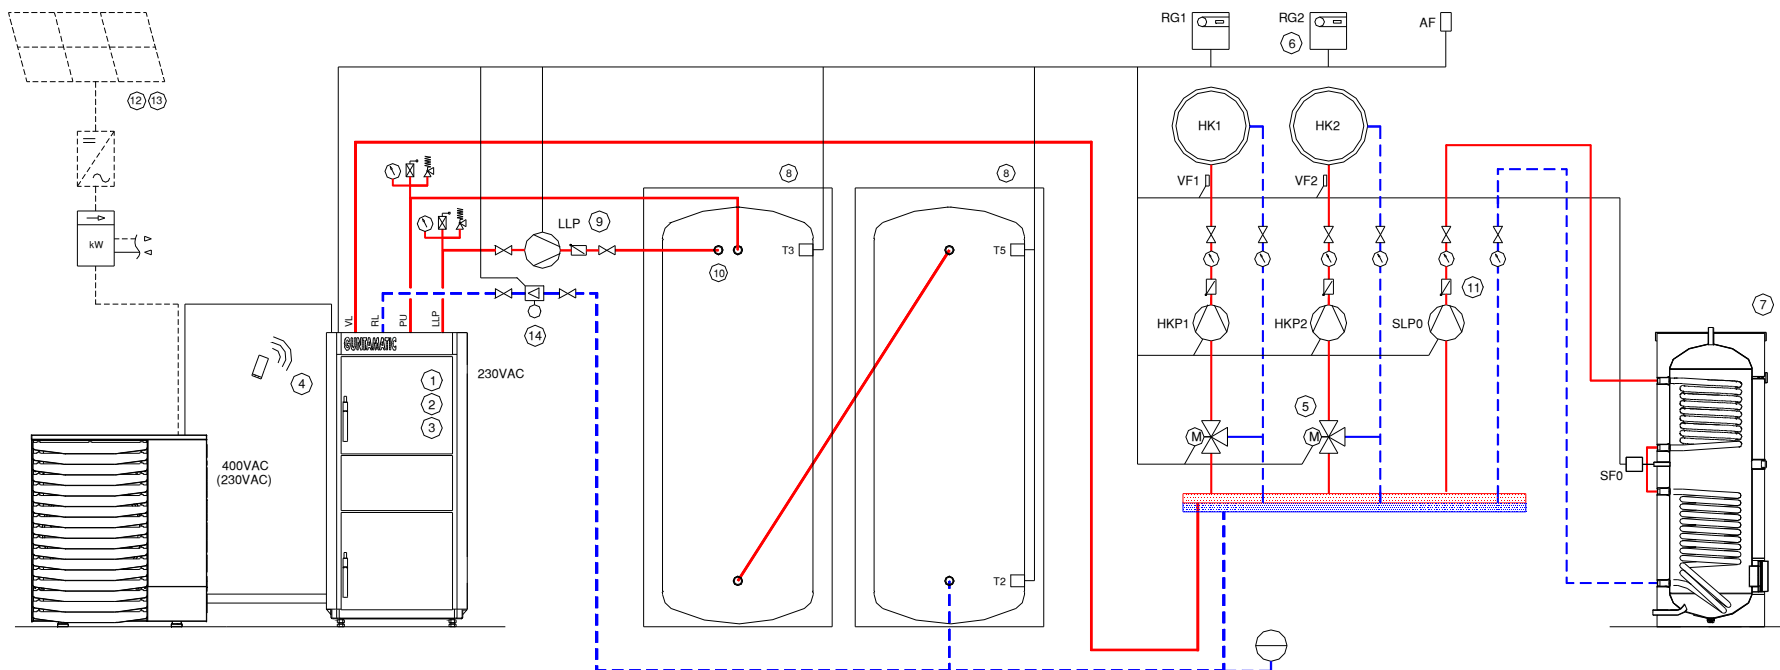 RG1
RG2
AF
6
12
13
HK1
HK2
8
8
VF1
VF2
LLP
9
T3
T5
kW
10
11
7
VL
RL
PU
LLP
HKP1
HKP2
SLP0
14
GUNTAMATIC
4
1
2
3
230VAC
5
M
M
400VAC
(230VAC)
SF0
T2